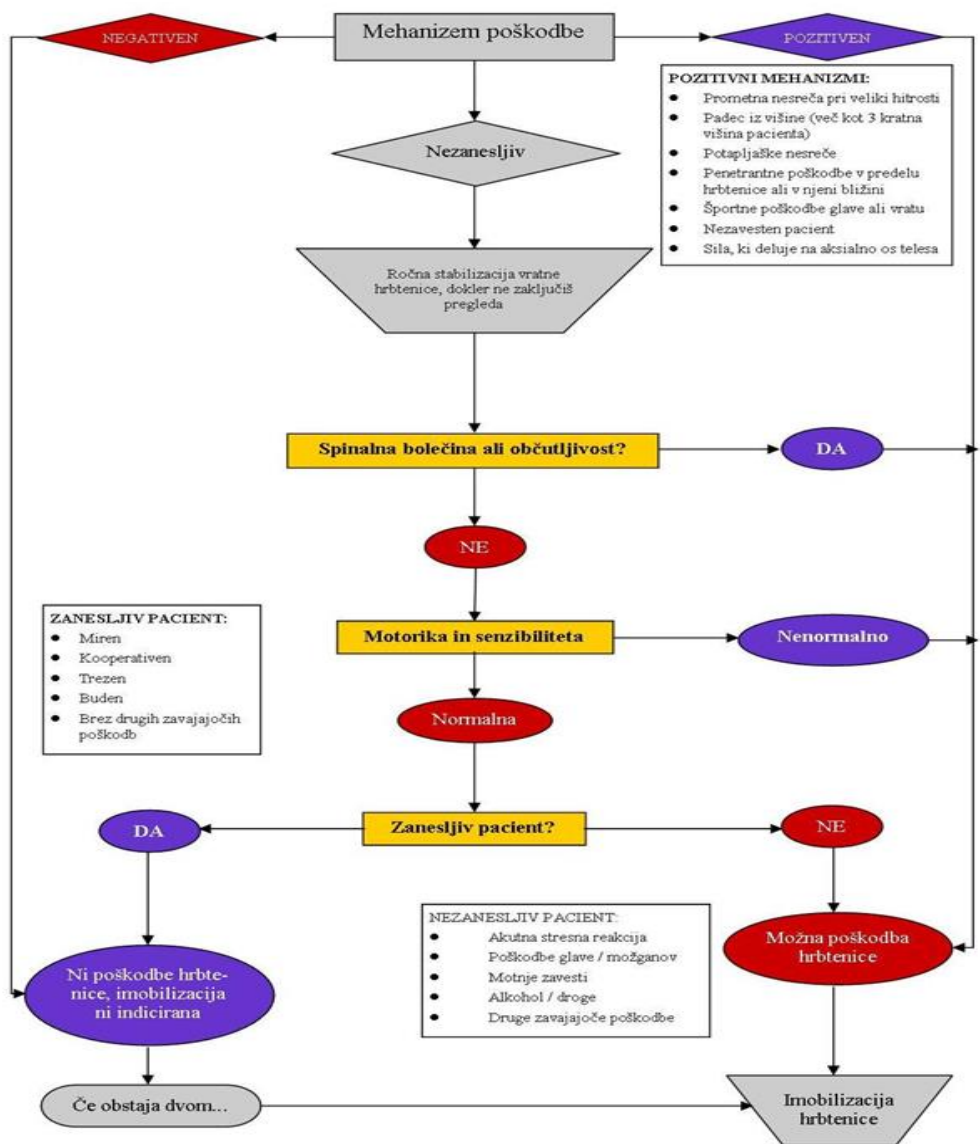 NEGATIVEN
Mehanizem poškodbe
POZITIVEN
POZITIVNI MEHANIZMI:
● Prometna nesreča pri veliki hitrosti
● Padec iz višine (več kot 3 kratna
višina pacienta)
● Potapljaške nesreče
● Penetrantne poškodbe v predelu
hrbtenice ali v njeni bližini
● Športne poškodbe glave ali vratu
● Nezavesten pacient
● Sila, ki deluje na aksialno os telesa
Nezanesljiv
Ročna stabilizacija vratne
hrbtenice, dokler ne zaključiš
pregleda
Spinalna bolečina ali občutljivost?
DA
NE
ZANESLJIV PACIENT:
● Miren
● Kooperativen
● Trezen
● Buden
● Brez drugih zavajajočih
poškodb
Motorika in senzibiliteta
Nenormalno
Normalna
DA
Zanesljiv pacient?
NE
NEZANESLJIV PACIENT:
● Akutna stresna reakcija
● Poškodbe glave / možganov
● Motnje zavesti
● Alkohol / droge
● Druge zavajajoče poškodbe
Možna poškodba
hrbtenice
Ni poškodbe hrbte-
nice, imobilizacija
ni indicirana
Če obstaja dvom...
Imobilizacija
hrbtenice